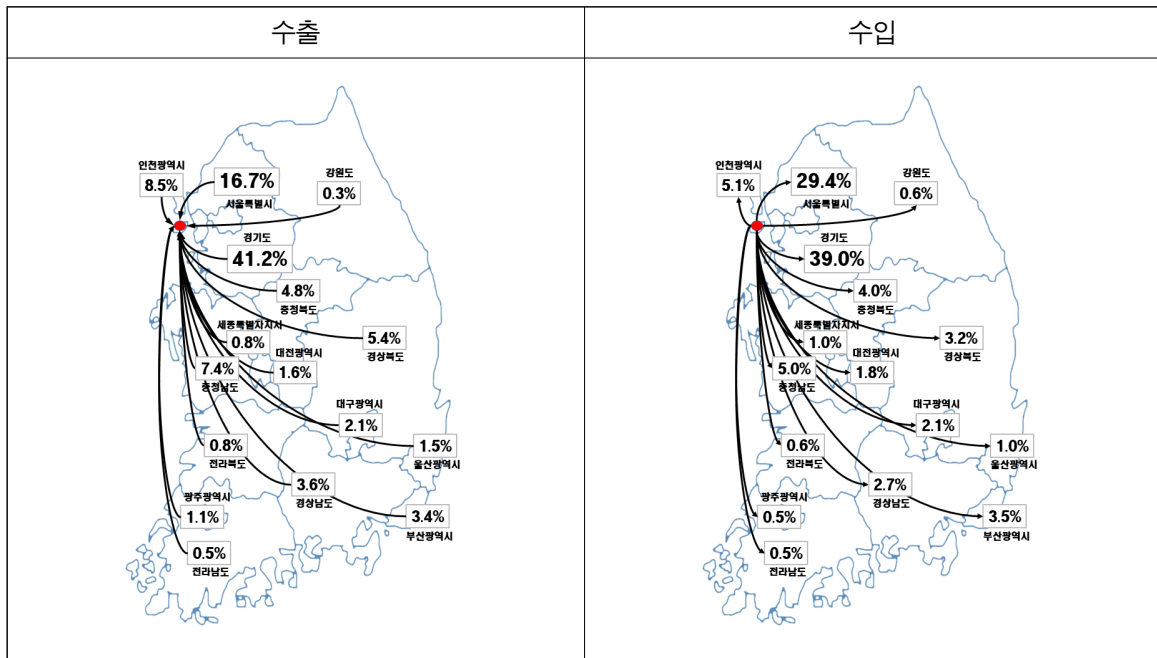 수출
수입
인천광역시
8.5%
16.7%
서울특별시
강원도
0.3%
경기도
41.2%
4.8%
충청북도
세종특별자치시
0.8%
5.4%
경상북도
7.4%
충청남도
대전광역시
1.6%
대구광역시
2.1%
0.8%
전라북도
1.5%
울산광역시
3.6%
경상남도
광주광역시
1.1%
3.4%
부산광역시
0.5%
전라남도
인천광역시
5.1%
29.4%
서울특별시
강원도
0.6%
경기도
39.0%
4.0%
충청북도
세종특별자치시
1.0%
3.2%
경상북도
5.0%
충청남도
대전광역시
1.8%
대구광역시
2.1%
0.6%
전라북도
1.0%
울산광역시
2.7%
경상남도
광주광역시
0.5%
3.5%
부산광역시
0.5%
전라남도